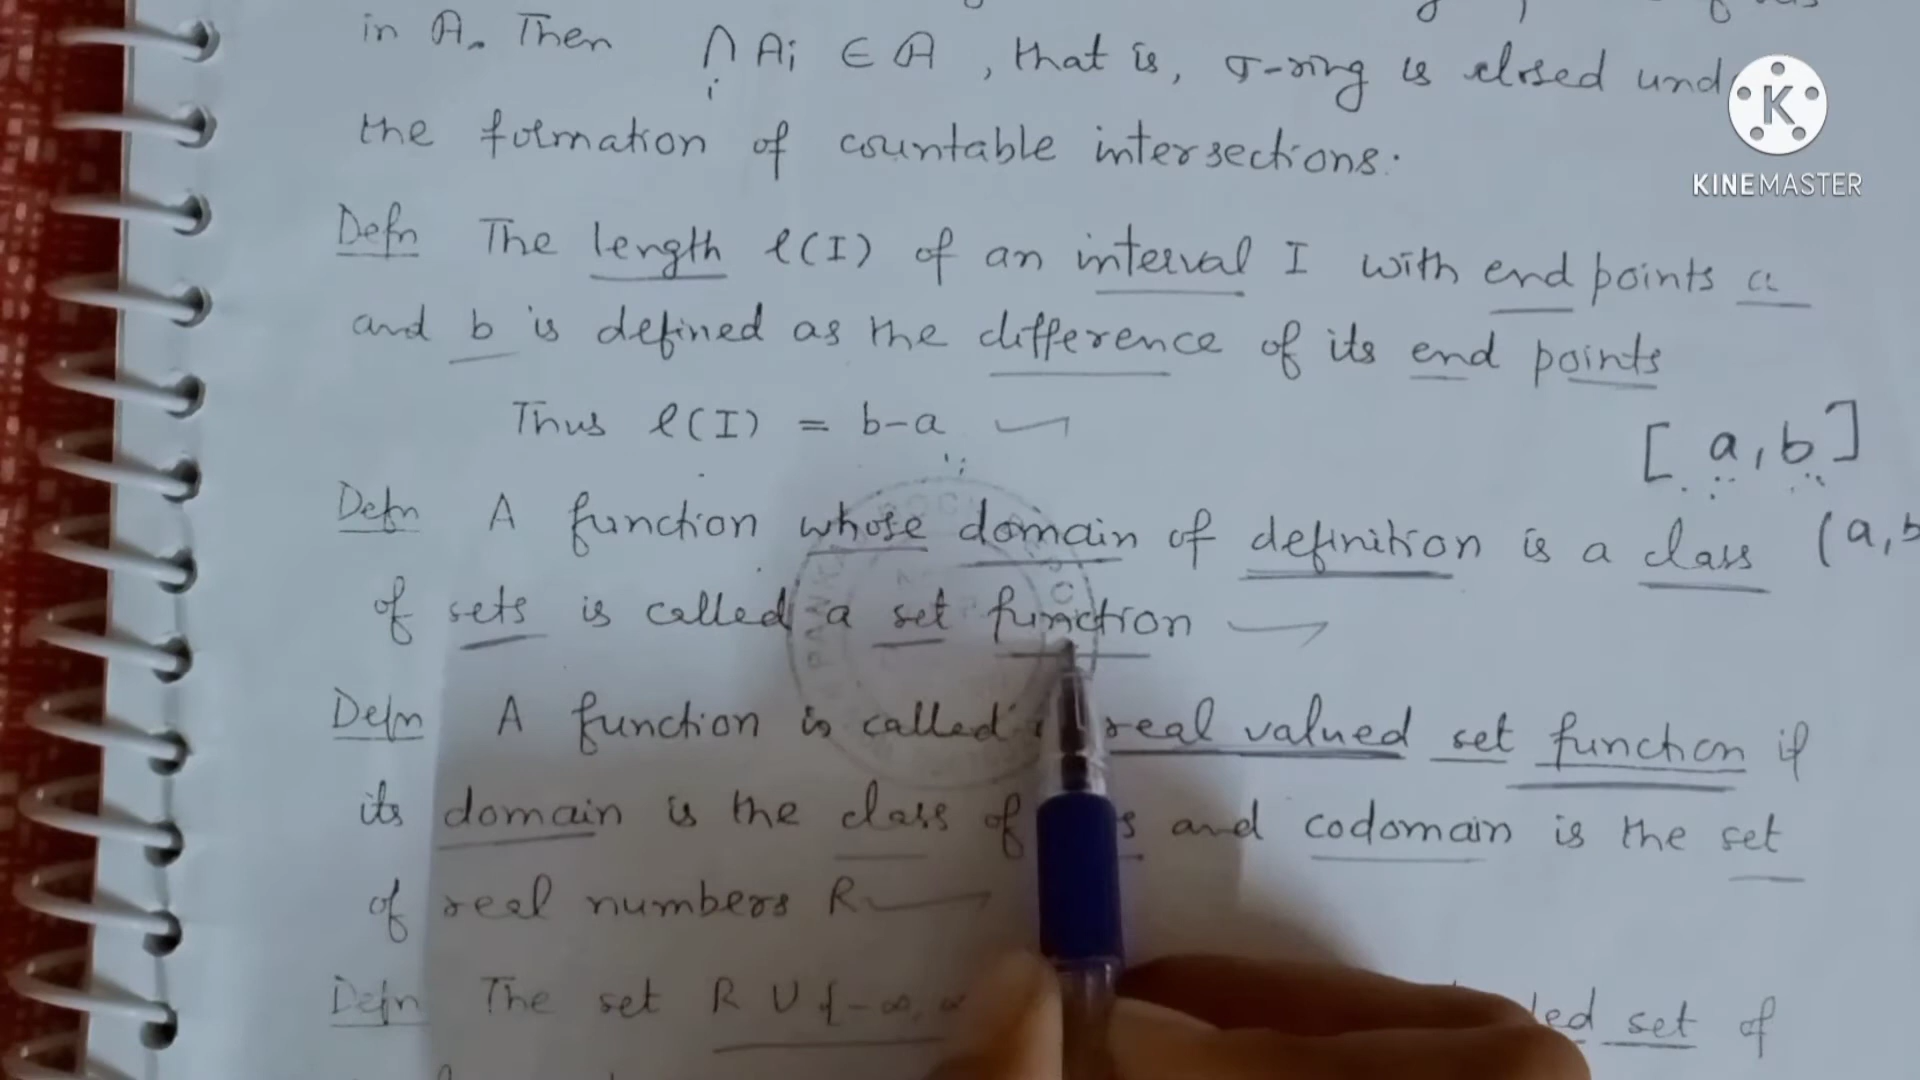 in A. Then ∩ Ai ∈ A, that is, σ-ring is closed und
i
the formation of countable intersections.
Defn The length l(I) of an interval I with end points a
and b is defined as the difference of its end points
Thus l(I) = b-a
[a, b]
Defn A function whose domain of definition is a class
(a, b
of sets is called a set function
Defn A function is called real valued set function if
its domain is the class of and codomain is the set
of real numbers R
Defn The set R ∪ {-∞, ∞ set of
KINEMASTER